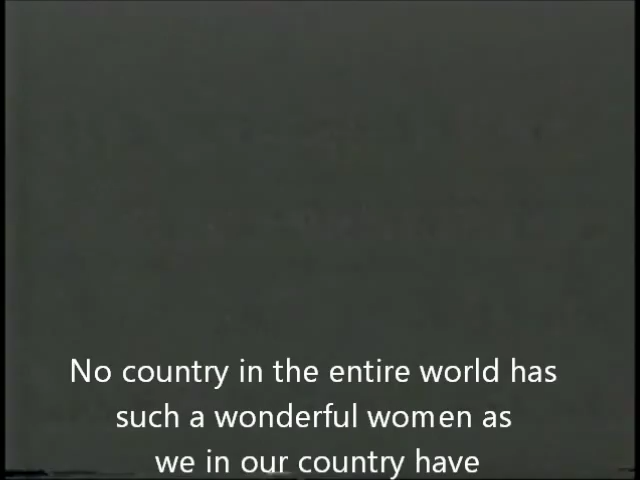 No country in the entire world has
such a wonderful women as
we in our country have